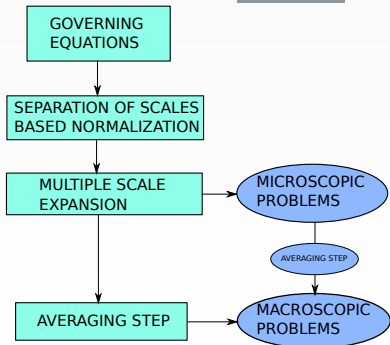 GOVERNING
EQUATIONS
SEPARATION OF SCALES
BASED NORMALIZATION
MULTIPLE SCALE
EXPANSION
MICROSCOPIC
PROBLEMS
AVERAGING STEP
AVERAGING STEP
MACROSCOPIC
PROBLEMS